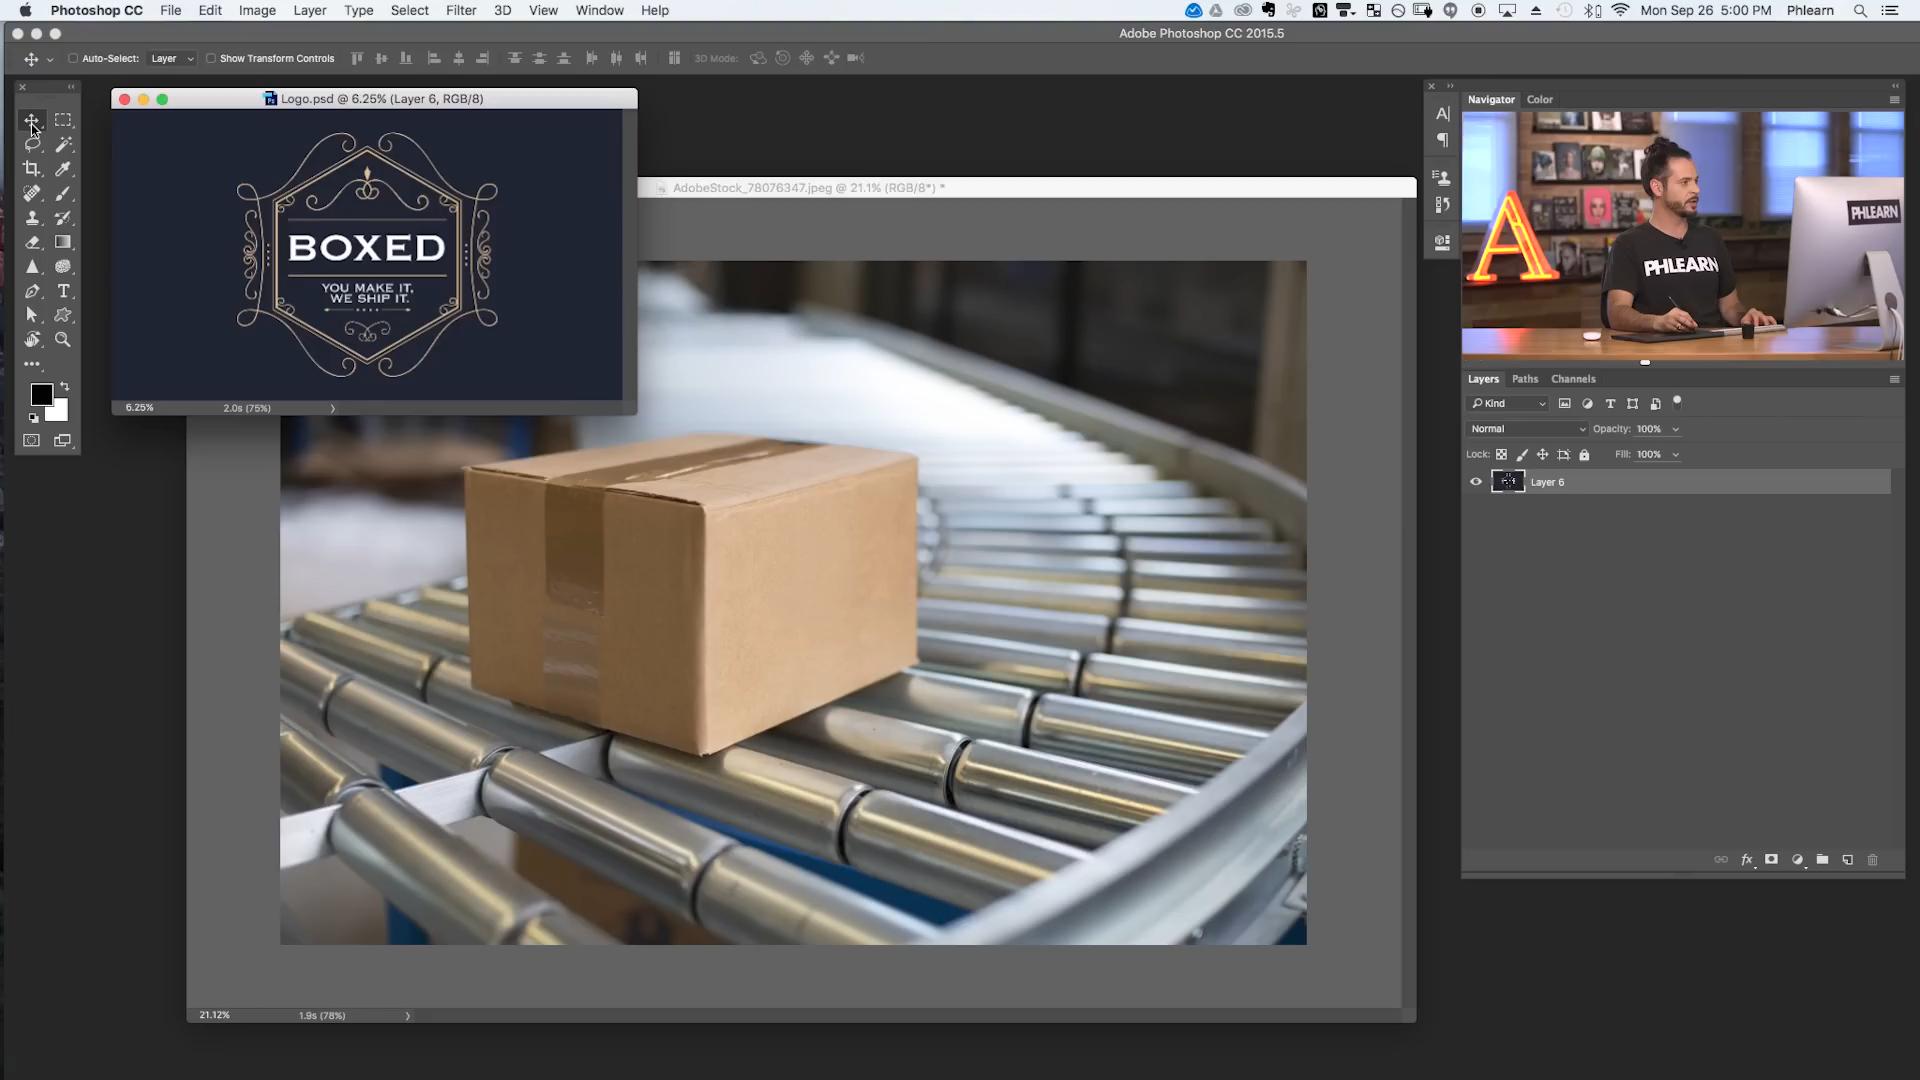 Photoshop CC File Edit Image Layer Type Select Filter 3D View Window Help
Mon Sep 26 5:00 PM Phlearn
Adobe Photoshop CC 2015.5
Auto-Select: Layer Show Transform Controls 3D Mode:
Logo.psd @ 6.25% (Layer 6, RGB/8)
BOXED
YOU MAKE IT,
WE SHIP IT.
6.25% 2.0s (75%)
AdobeStock_78076347.jpeg @ 21.1% (RGB/8*) *
21.12% 1.9s (78%)
Navigator Color
A
PHLEARN
PHLEARN
Layers Paths Channels
Kind
Normal Opacity: 100%
Lock: Fill: 100%
Layer 6
fx